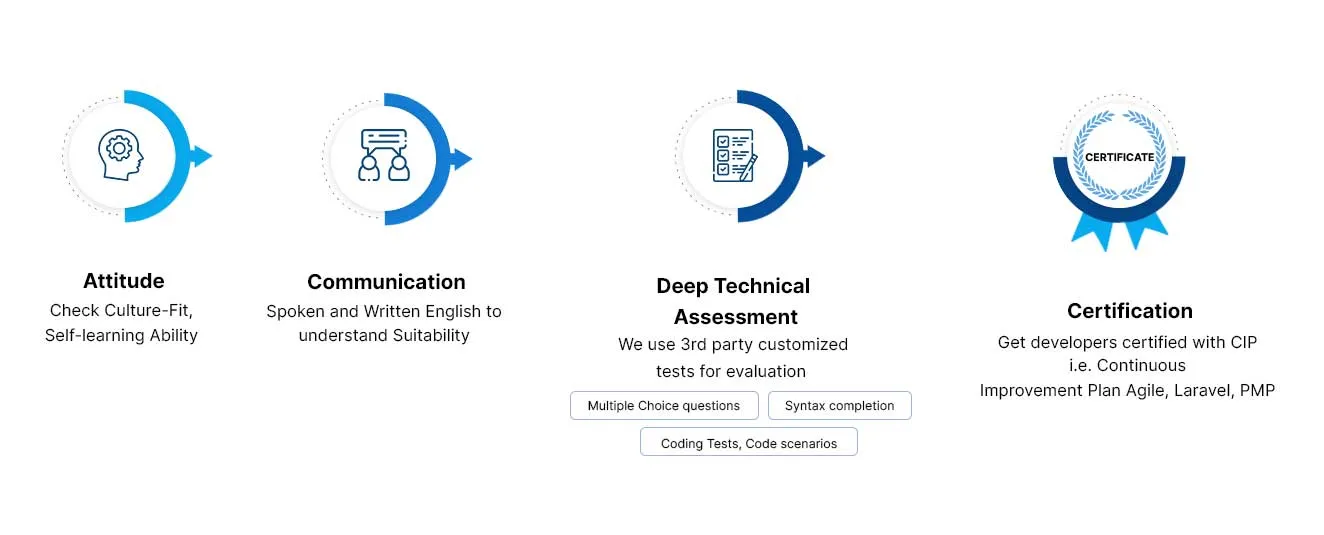 Attitude
Check Culture-Fit,
Self-learning Ability
Communication
Spoken and Written English to
understand Suitability
Deep Technical
Assessment
We use 3rd party customized
tests for evaluation
Multiple Choice questions
Syntax completion
Coding Tests, Code scenarios
CERTIFICATE
Certification
Get developers certified with CIP
i.e. Continuous
Improvement Plan Agile, Laravel, PMP